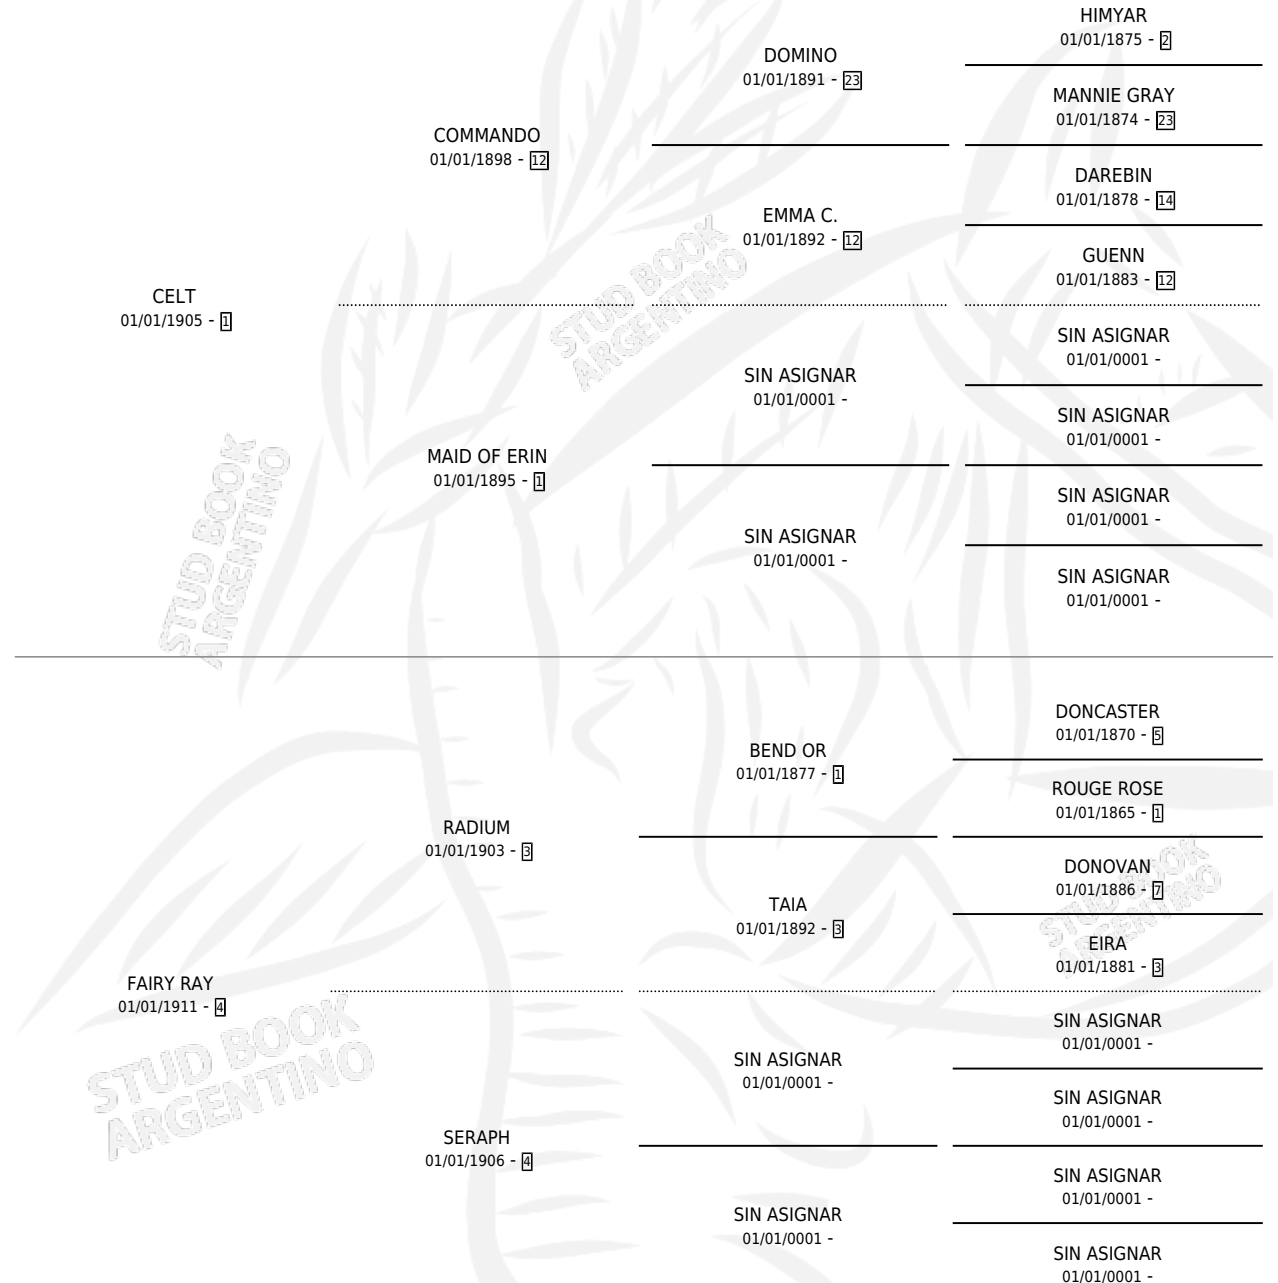 HIMYAR
01/01/1875 - 2
DOMINO
01/01/1891 - 23
MANNIE GRAY
01/01/1874 - 23
COMMANDO
01/01/1898 - 12
DAREBIN
01/01/1878 - 14
EMMA C.
01/01/1892 - 12
GUENN
01/01/1883 - 12
CELT
01/01/1905 - 1
SIN ASIGNAR
01/01/0001 -
SIN ASIGNAR
01/01/0001 -
SIN ASIGNAR
01/01/0001 -
MAID OF ERIN
01/01/1895 - 1
SIN ASIGNAR
01/01/0001 -
SIN ASIGNAR
01/01/0001 -
SIN ASIGNAR
01/01/0001 -
DONCASTER
01/01/1870 - 5
BEND OR
01/01/1877 - 1
ROUGE ROSE
01/01/1865 - 1
RADIUM
01/01/1903 - 3
DONOVAN
01/01/1886 - 7
TAIA
01/01/1892 - 3
EIRA
01/01/1881 - 3
FAIRY RAY
01/01/1911 - 4
SIN ASIGNAR
01/01/0001 -
SIN ASIGNAR
01/01/0001 -
SIN ASIGNAR
01/01/0001 -
SERAPH
01/01/1906 - 4
SIN ASIGNAR
01/01/0001 -
SIN ASIGNAR
01/01/0001 -
SIN ASIGNAR
01/01/0001 -
STUD BOOK
ARGENTINO
STUD BOOK
ARGENTINO
STUD BOOK
ARGENTINO
STUD BOOK
ARGENTINO